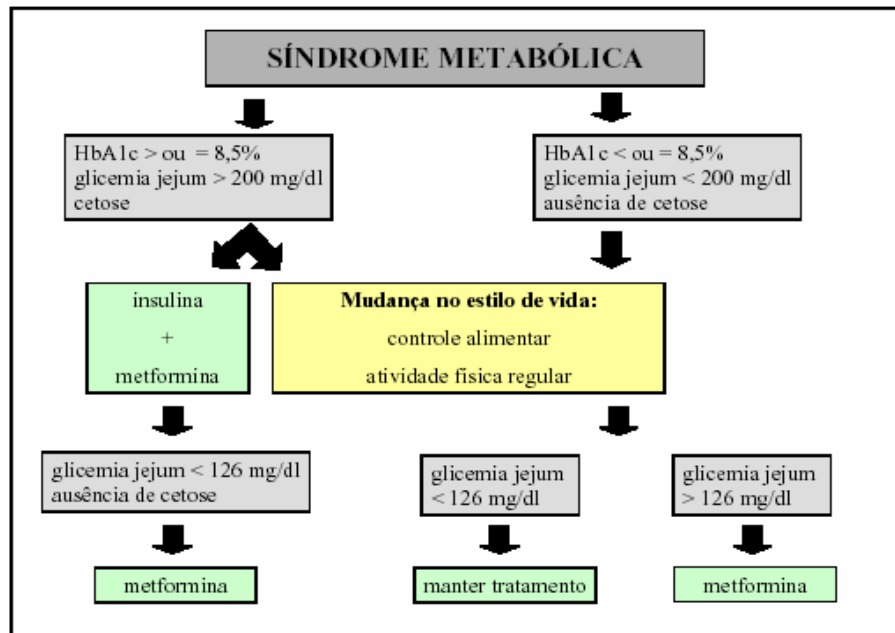 SÍNDROME METABÓLICA
HbA1c > ou = 8,5%
glicemia jejum > 200 mg/dl
cetose
HbA1c < ou = 8,5%
glicemia jejum < 200 mg/dl
ausência de cetose
insulina
+
metformina
Mudança no estilo de vida:
controle alimentar
atividade física regular
glicemia jejum < 126 mg/dl
ausência de cetose
glicemia jejum
< 126 mg/dl
glicemia jejum
> 126 mg/dl
metformina
manter tratamento
metformina